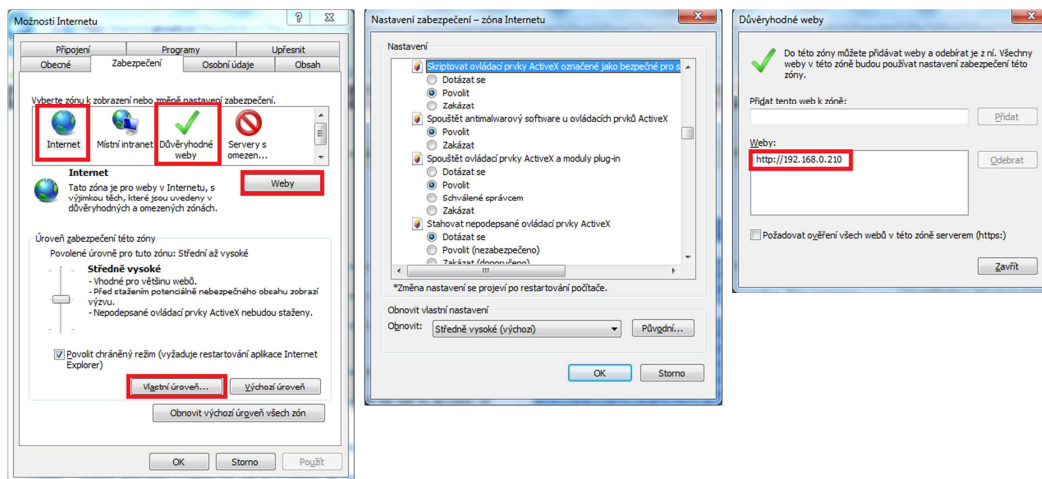 Možnosti Internetu
Připojení Programy Upřesnit
Obecné Zabezpečení Osobní údaje Obsah
Vyberte zónu k zobrazení nebo změně nastavení zabezpečení.
Internet Místní intranet Důvěryhodné weby Servery s omezen...
Internet
Tato zóna je pro weby v Internetu, s
výjimkou těch, které jsou uvedeny v
důvěryhodných a omezených zónách.
Weby
Úroveň zabezpečení této zóny
Povolené úrovně pro tuto zónu: Střední až vysoké
Středně vysoké
- Vhodné pro většinu webů.
- Před stažením potenciálně nebezpečného obsahu zobrazí
výzvu.
- Nepodepsané ovládací prvky ActiveX nebudou staženy.
Povolit chráněný režim (vyžaduje restartování aplikace Internet
Explorer)
Vlastní úroveň... Výchozí úroveň
Obnovit výchozí úroveň všech zón
OK Storno Použít
Nastavení zabezpečení – zóna Internetu
Nastavení
Skriptovat ovládací prvky ActiveX označené jako bezpečné pro s
Dotázat se
Povolit
Zakázat
Spouštět antimalwarový software u ovládacích prvků ActiveX
Povolit
Zakázat
Spouštět ovládací prvky ActiveX a moduly plug-in
Dotázat se
Povolit
Schválené správcem
Zakázat
Stahovat nepodepsané ovládací prvky ActiveX
Dotázat se
Povolit (nezabezpečeno)
Zakázat (doporučeno)
*Změna nastavení se projeví po restartování počítače.
Obnovit vlastní nastavení
Obnovit: Středně vysoké (výchozí) Původní...
OK Storno
Důvěryhodné weby
Do této zóny můžete přidávat weby a odebírat je z ní. Všechny
weby v této zóně budou používat nastavení zabezpečení této
zóny.
Přidat tento web k zóně:
Přidat
Weby:
http://192.168.0.210
Odebrat
Požadovat ověření všech webů v této zóně serverem (https:)
Zavřít